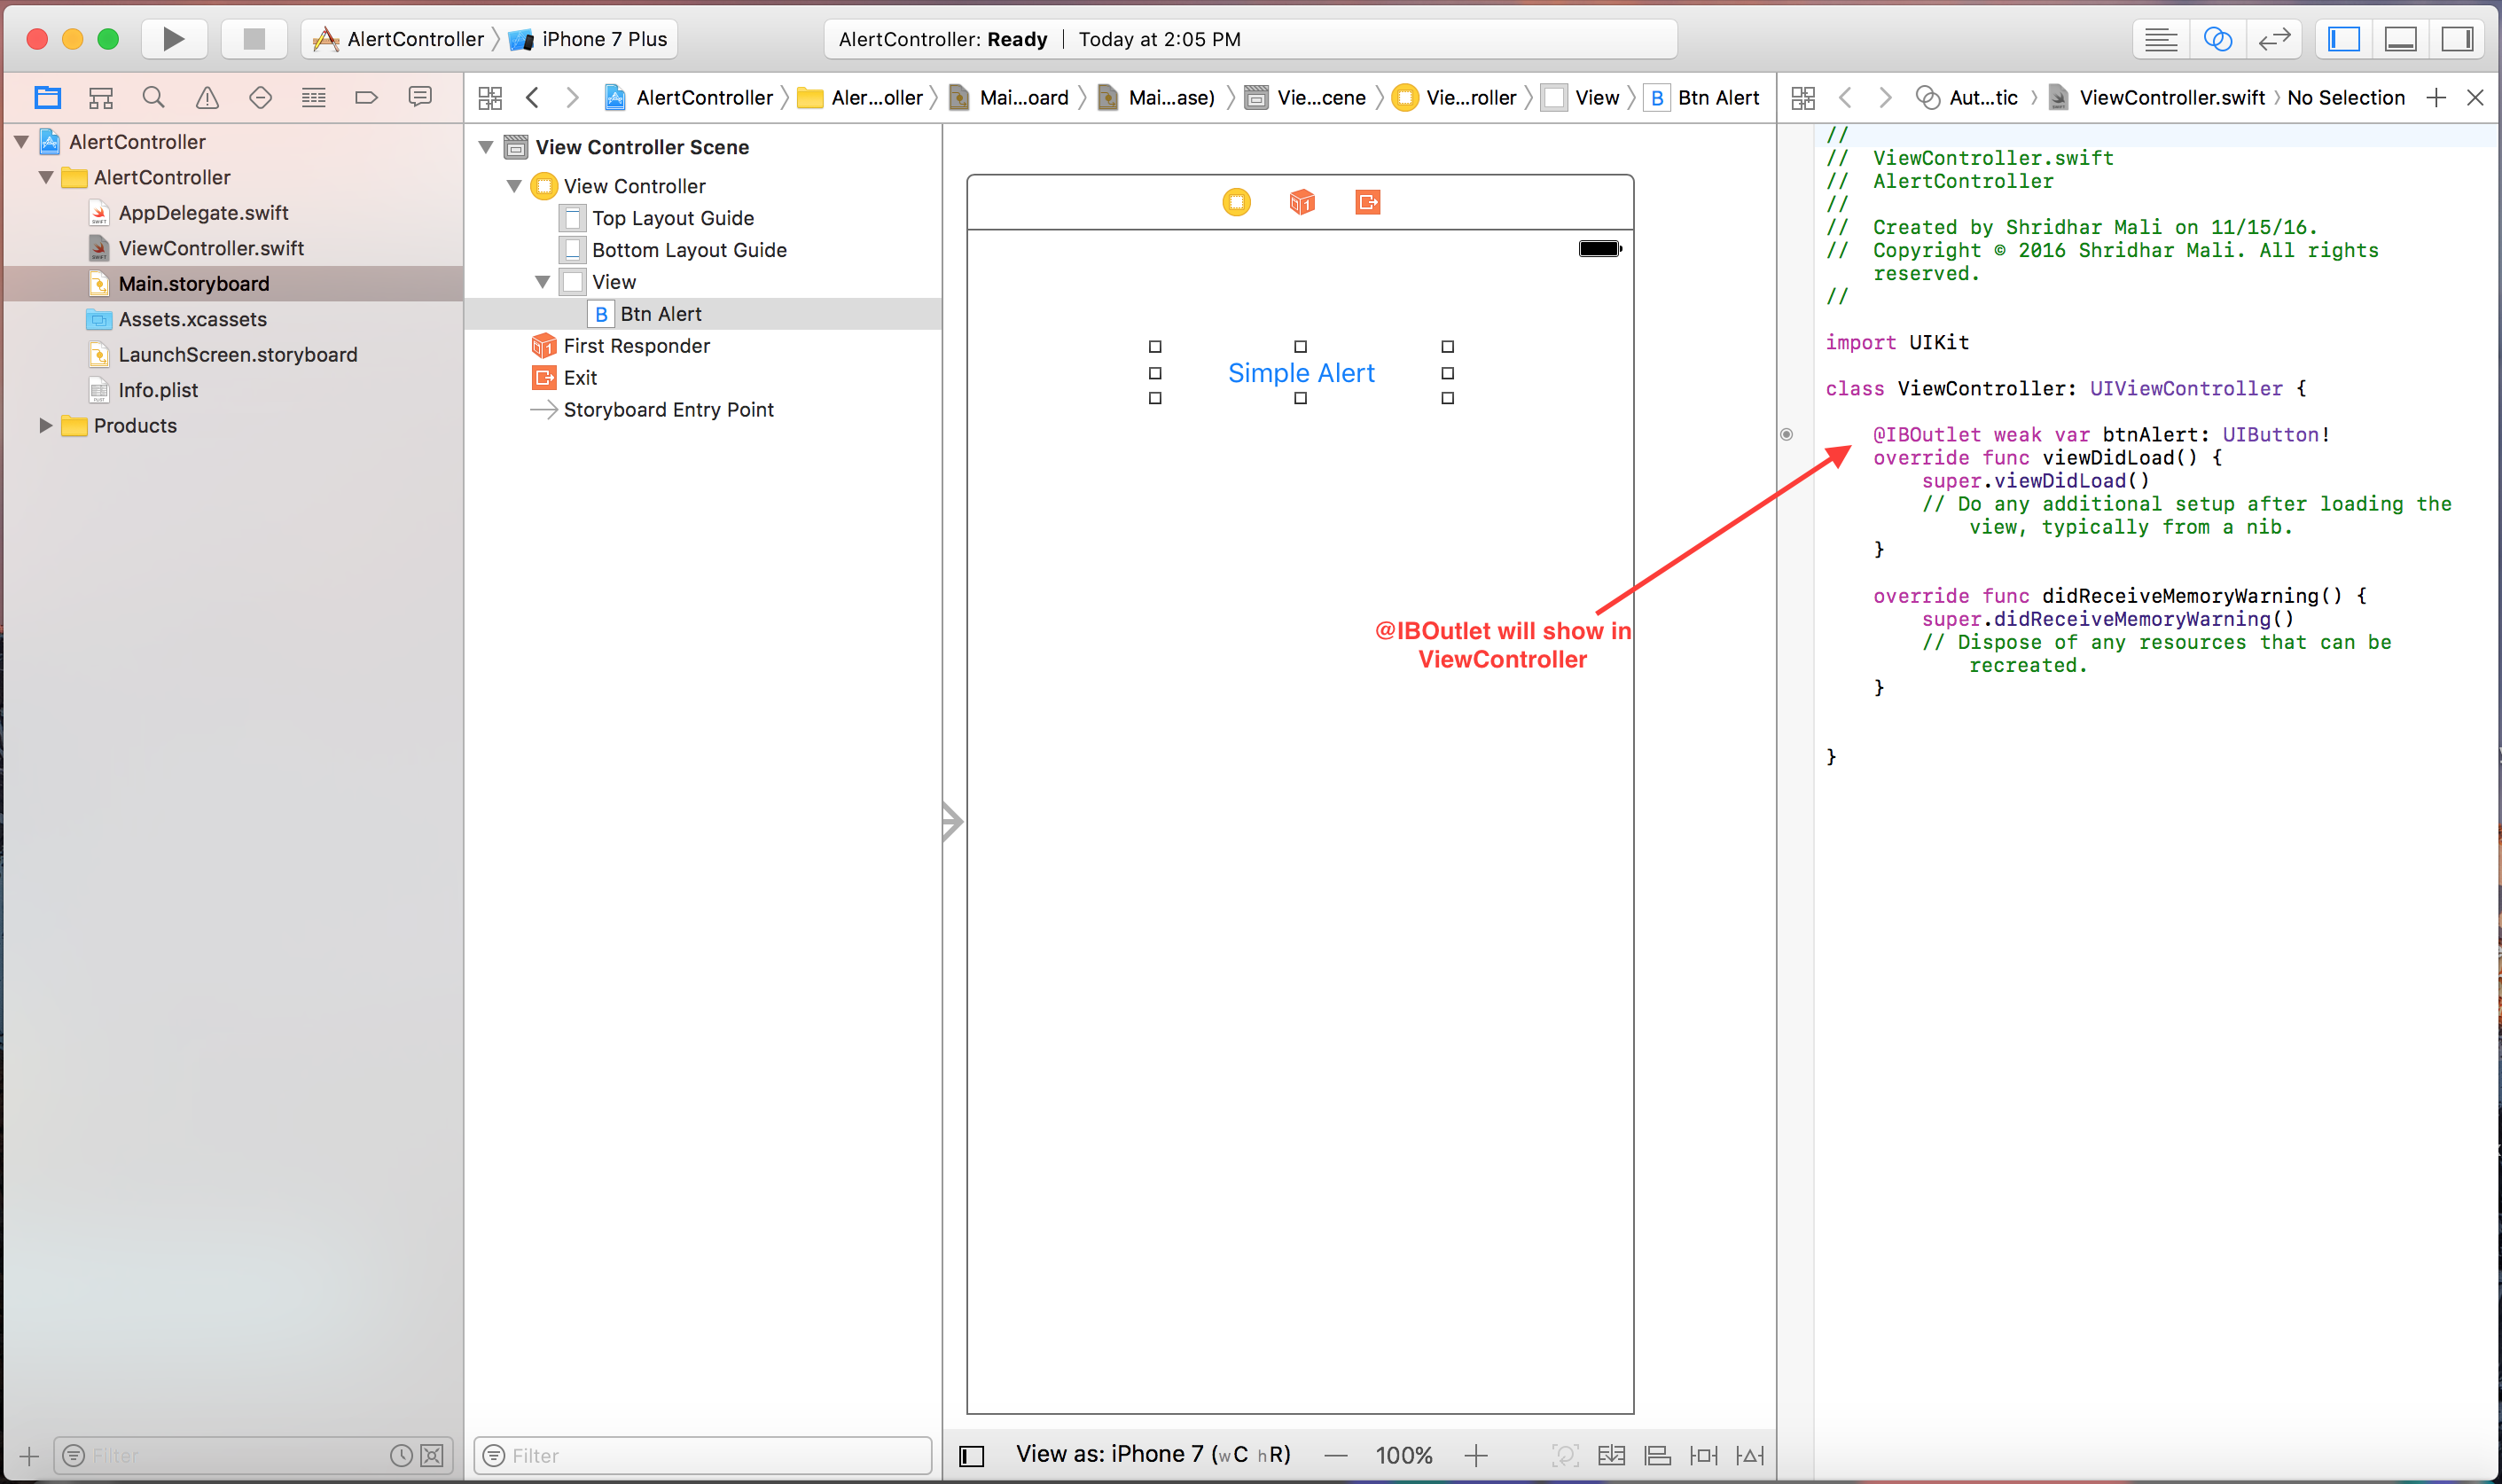 AlertController
iPhone 7 Plus
AlertController: Ready
Today at 2:05 PM
AlertController
Aler...oller
Mai...oard
Mai...ase)
Vie...cene
Vie...roller
View
B
Btn Alert
Aut...tic
ViewController.swift
No Selection
AlertController
AlertController
AppDelegate.swift
ViewController.swift
Main.storyboard
Assets.xcassets
LaunchScreen.storyboard
Info.plist
Products
Filter
View Controller Scene
View Controller
Top Layout Guide
Bottom Layout Guide
View
B Btn Alert
First Responder
Exit
Storyboard Entry Point
Filter
Simple Alert
@IBOutlet will show in
ViewController
View as: iPhone 7 (wC hR)
100%
//
//  ViewController.swift
//  AlertController
//
//  Created by Shridhar Mali on 11/15/16.
//  Copyright © 2016 Shridhar Mali. All rights
reserved.
//
import UIKit
class ViewController: UIViewController {
@IBOutlet weak var btnAlert: UIButton!
override func viewDidLoad() {
super.viewDidLoad()
// Do any additional setup after loading the
view, typically from a nib.
}
override func didReceiveMemoryWarning() {
super.didReceiveMemoryWarning()
// Dispose of any resources that can be
recreated.
}
}